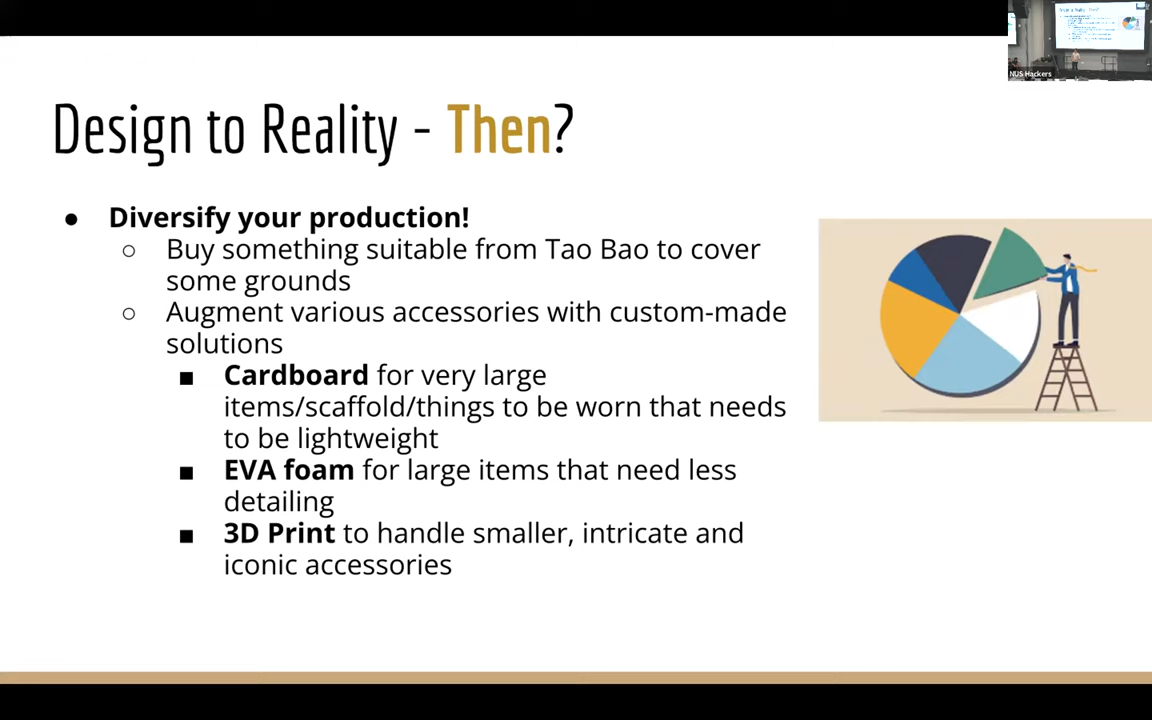 NUS Hackers
Design to Reality - Then?
● Diversify your production!
○ Buy something suitable from Tao Bao to cover
some grounds
○ Augment various accessories with custom-made
solutions
■ Cardboard for very large
items/scaffold/things to be worn that needs
to be lightweight
■ EVA foam for large items that need less
detailing
■ 3D Print to handle smaller, intricate and
iconic accessories